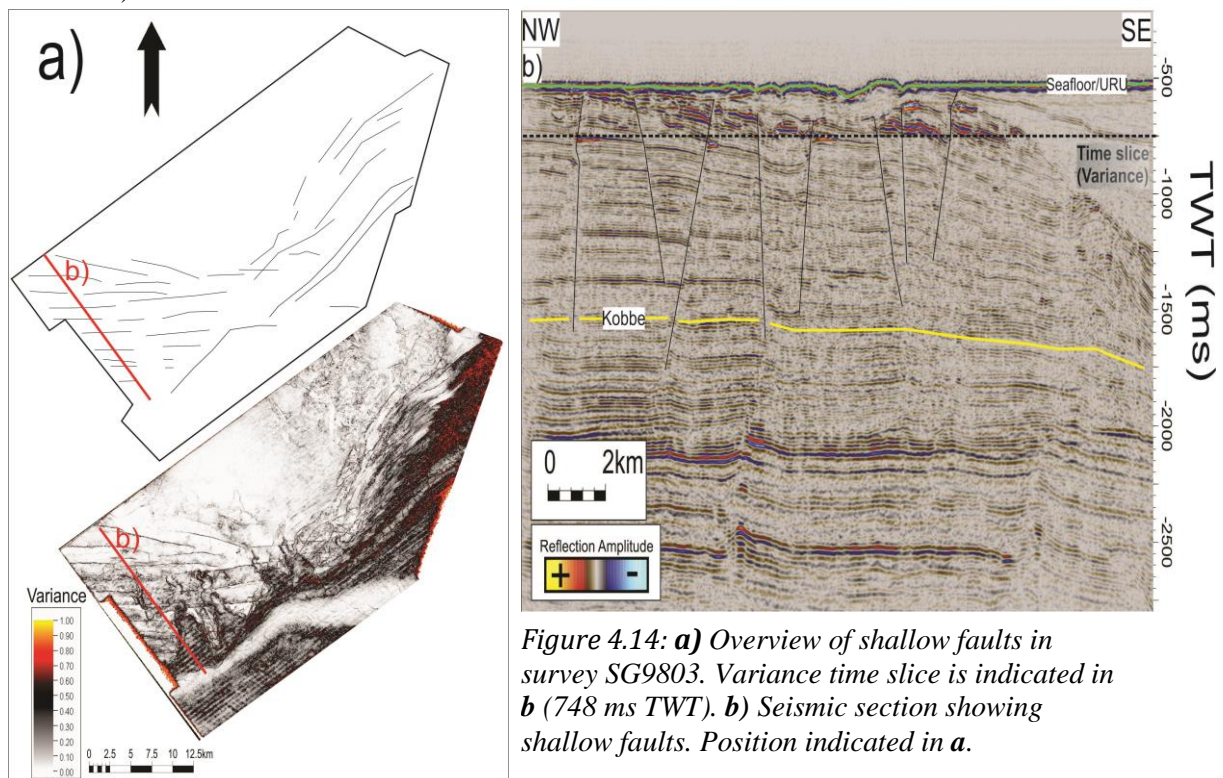 a)
b)
b)
Variance
1.00
0.90
0.80
0.70
0.60
0.50
0.40
0.30
0.20
0.10
0.00
0 2.5 5 7.5 10 12.5km
NW SE
b)
Seafloor/URU
Time slice
(Variance)
Kobbe
0 2km
Reflection Amplitude
+ -
-500
-1000
-1500
-2000
-2500
TWT (ms)
Figure 4.14: a) Overview of shallow faults in
survey SG9803. Variance time slice is indicated in
b (748 ms TWT). b) Seismic section showing
shallow faults. Position indicated in a.